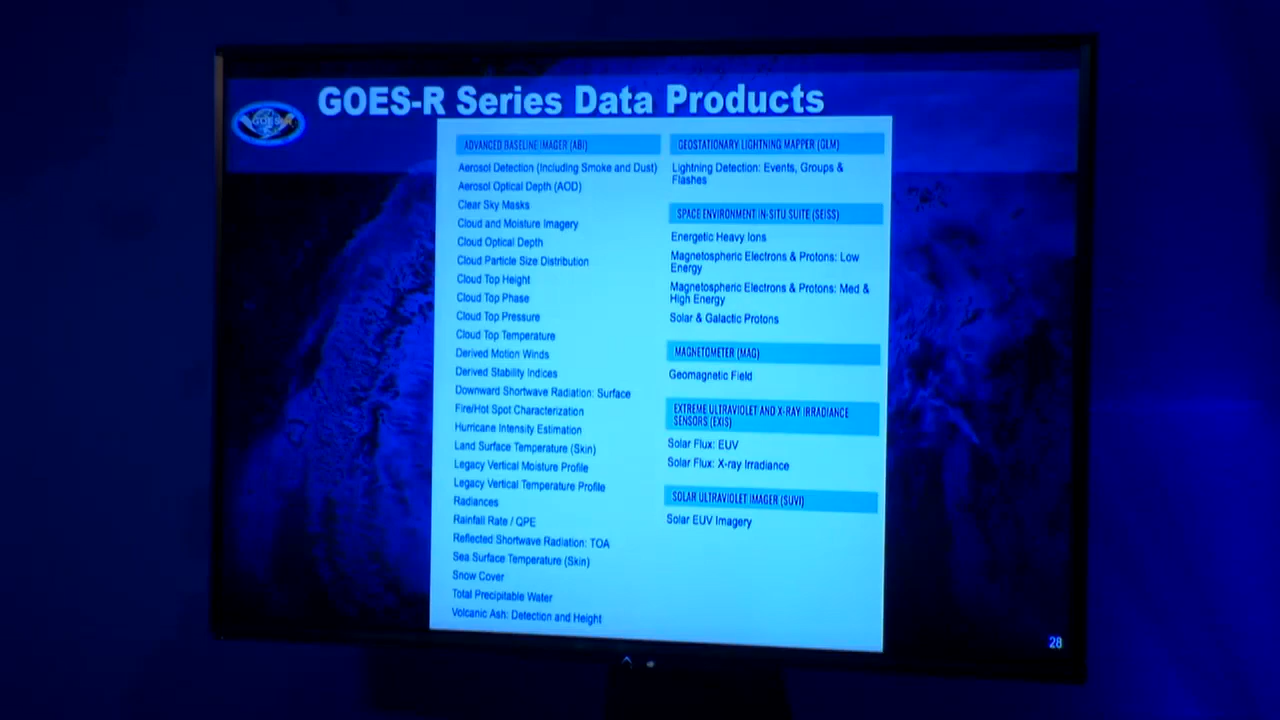 GOES-R Series Data Products
GOES-R
ADVANCED BASELINE IMAGER (ABI)
Aerosol Detection (Including Smoke and Dust)
Aerosol Optical Depth (AOD)
Clear Sky Masks
Cloud and Moisture Imagery
Cloud Optical Depth
Cloud Particle Size Distribution
Cloud Top Height
Cloud Top Phase
Cloud Top Pressure
Cloud Top Temperature
Derived Motion Winds
Derived Stability Indices
Downward Shortwave Radiation: Surface
Fire/Hot Spot Characterization
Hurricane Intensity Estimation
Land Surface Temperature (Skin)
Legacy Vertical Moisture Profile
Legacy Vertical Temperature Profile
Radiances
Rainfall Rate / QPE
Reflected Shortwave Radiation: TOA
Sea Surface Temperature (Skin)
Snow Cover
Total Precipitable Water
Volcanic Ash: Detection and Height
GEOSTATIONARY LIGHTNING MAPPER (GLM)
Lightning Detection: Events, Groups &
Flashes
SPACE ENVIRONMENT IN-SITU SUITE (SEISS)
Energetic Heavy Ions
Magnetospheric Electrons & Protons: Low
Energy
Magnetospheric Electrons & Protons: Med &
High Energy
Solar & Galactic Protons
MAGNETOMETER (MAG)
Geomagnetic Field
EXTREME ULTRAVIOLET AND X-RAY IRRADIANCE
SENSORS (EXIS)
Solar Flux: EUV
Solar Flux: X-ray Irradiance
SOLAR ULTRAVIOLET IMAGER (SUVI)
Solar EUV Imagery
28